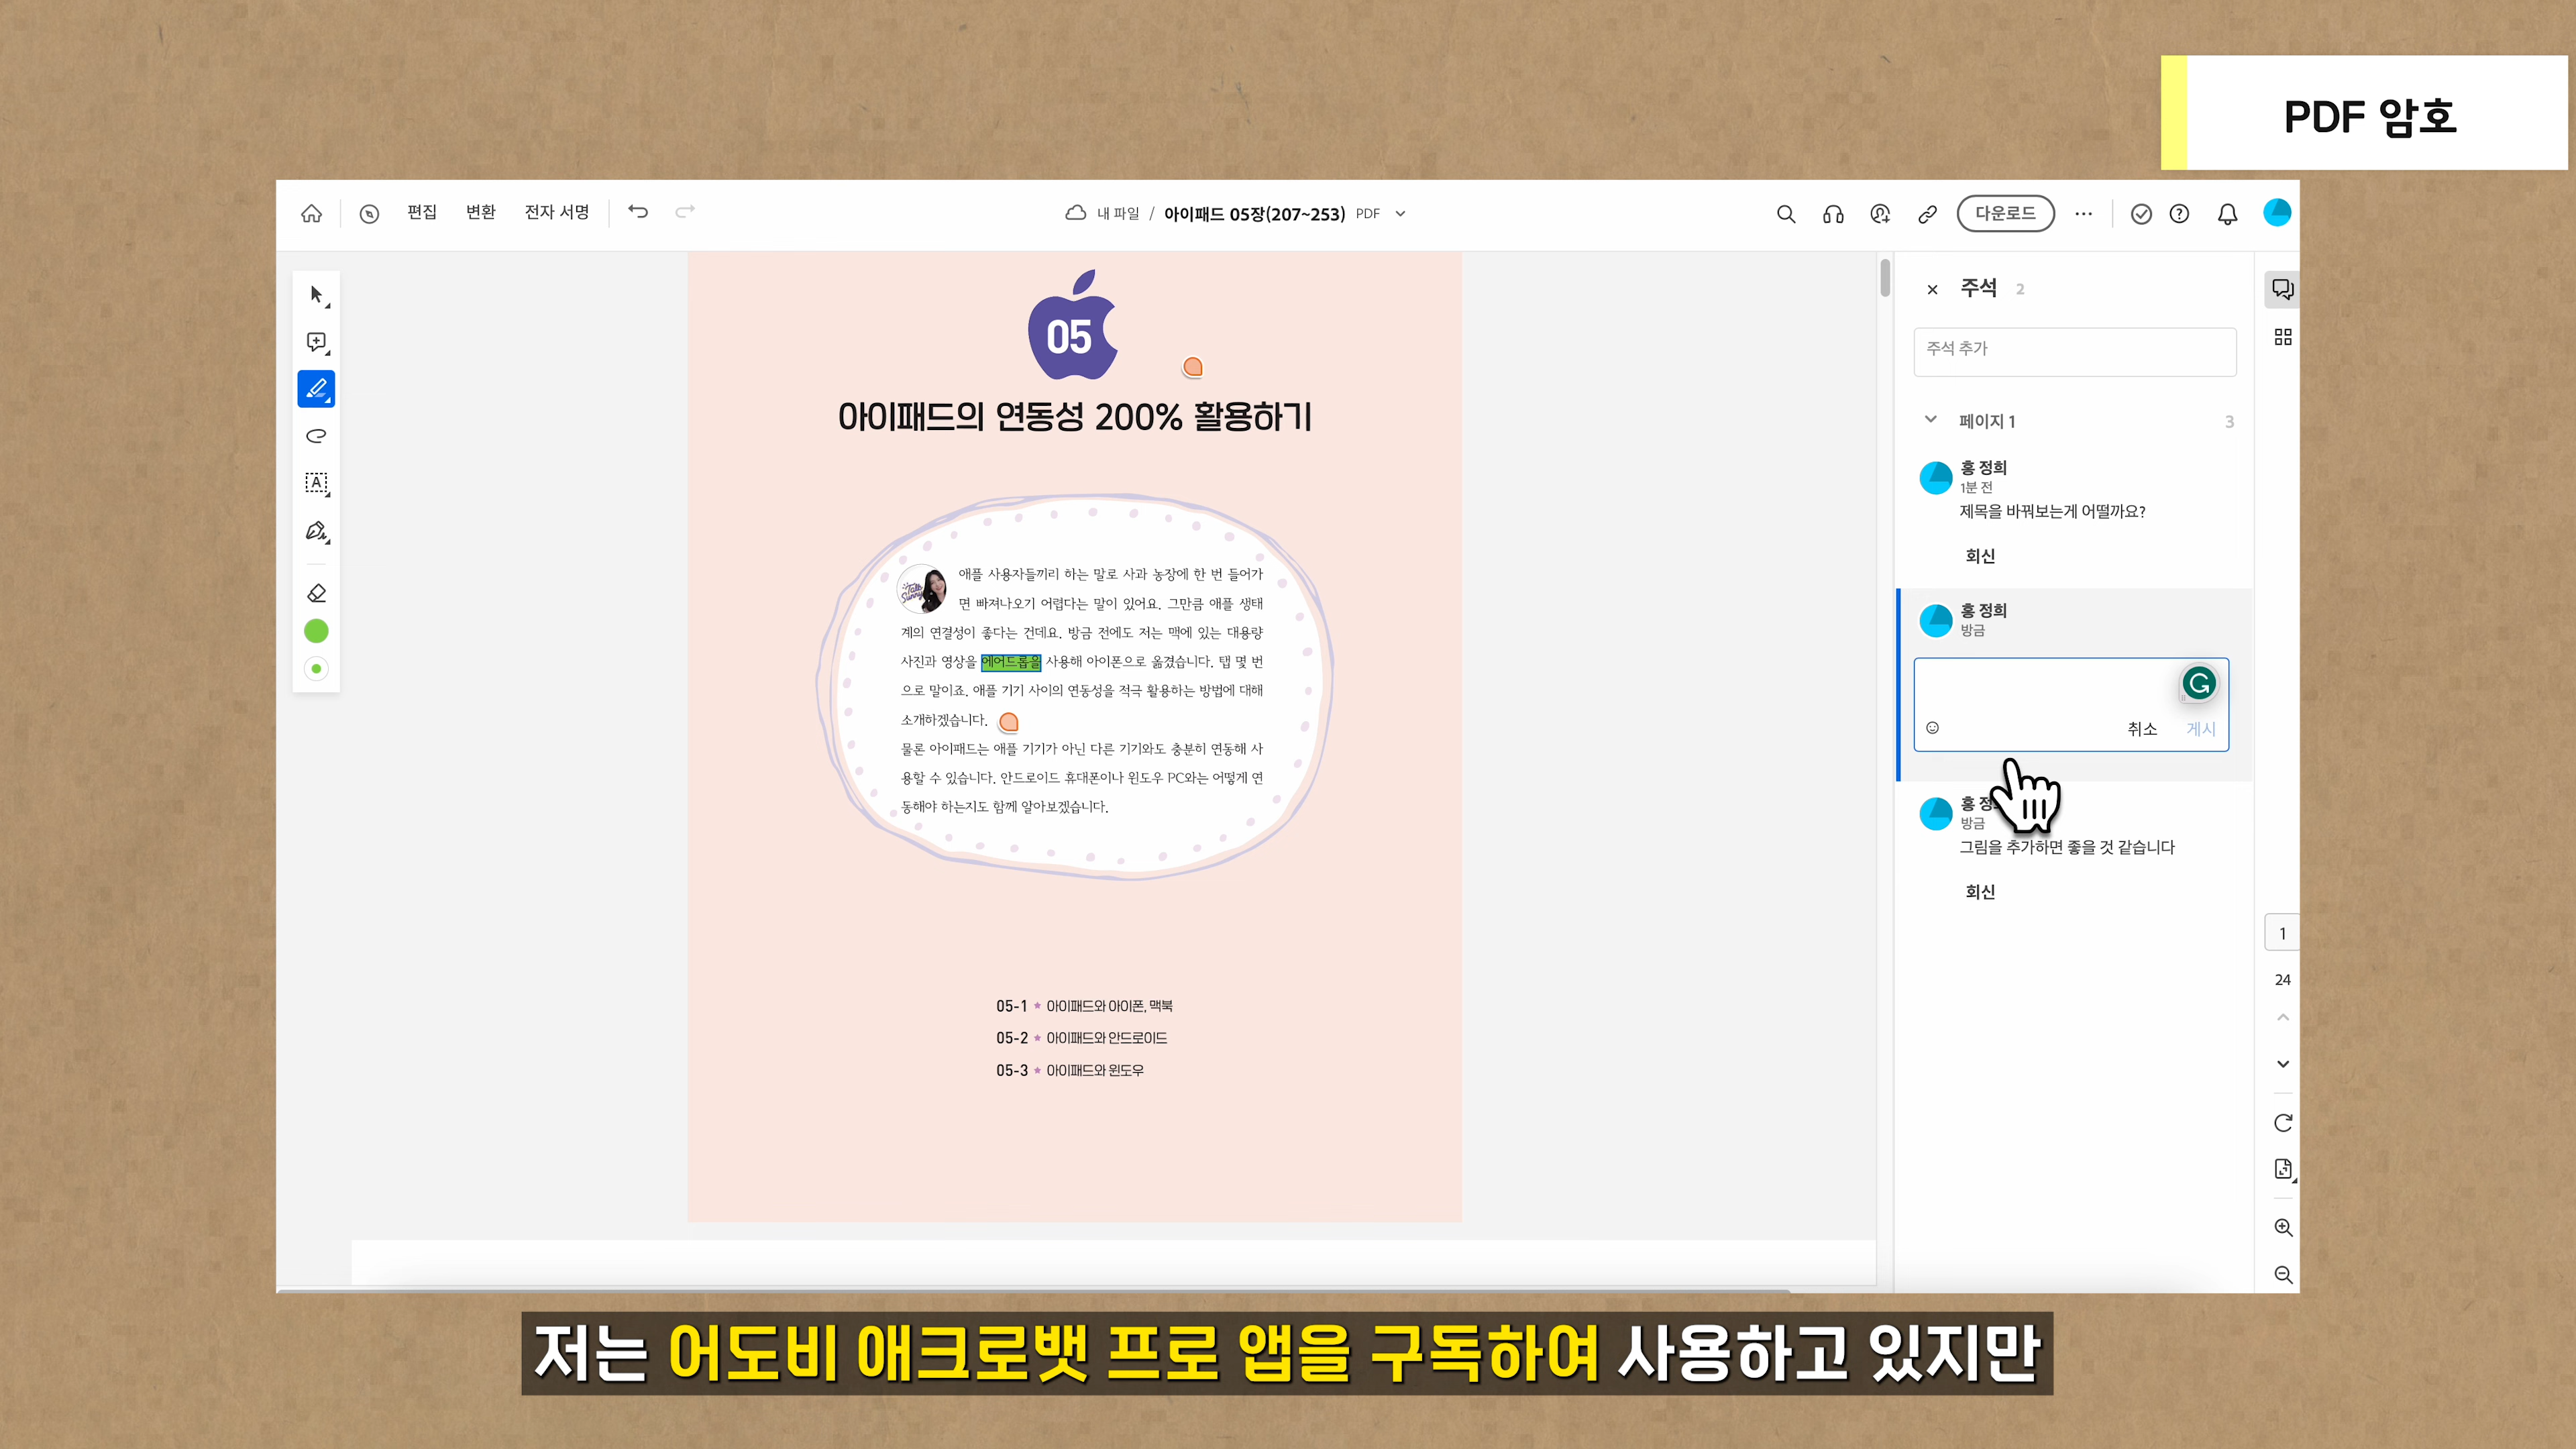 PDF 암호
편집 변환 전자 서명
내 파일 / 아이패드 05장(207~253) PDF
다운로드
05
아이패드의 연동성 200% 활용하기
Talk Sunny
애플 사용자들끼리 하는 말로 사과 농장에 한 번 들어가
면 빠져나오기 어렵다는 말이 있어요. 그만큼 애플 생태
계의 연결성이 좋다는 건데요. 방금 전에도 저는 맥에 있는 대용량
사진과 영상을 에어드롭을 사용해 아이폰으로 옮겼습니다. 탭 몇 번
으로 말이죠. 애플 기기 사이의 연동성을 적극 활용하는 방법에 대해
소개하겠습니다.
물론 아이패드는 애플 기기가 아닌 다른 기기와도 충분히 연동해 사
용할 수 있습니다. 안드로이드 휴대폰이나 윈도우 PC와는 어떻게 연
동해야 하는지도 함께 알아보겠습니다.
05-1 ★ 아이패드와 아이폰, 맥북
05-2 ★ 아이패드와 안드로이드
05-3 ★ 아이패드와 윈도우
주석 2
주석 추가
페이지 1 3
홍 정희
1분 전
제목을 바꿔보는게 어떨까요?
회신
홍 정희
방금
취소 게시
홍
방금
그림을 추가하면 좋을 것 같습니다
회신
1
24
저는 어도비 애크로뱃 프로 앱을 구독하여 사용하고 있지만